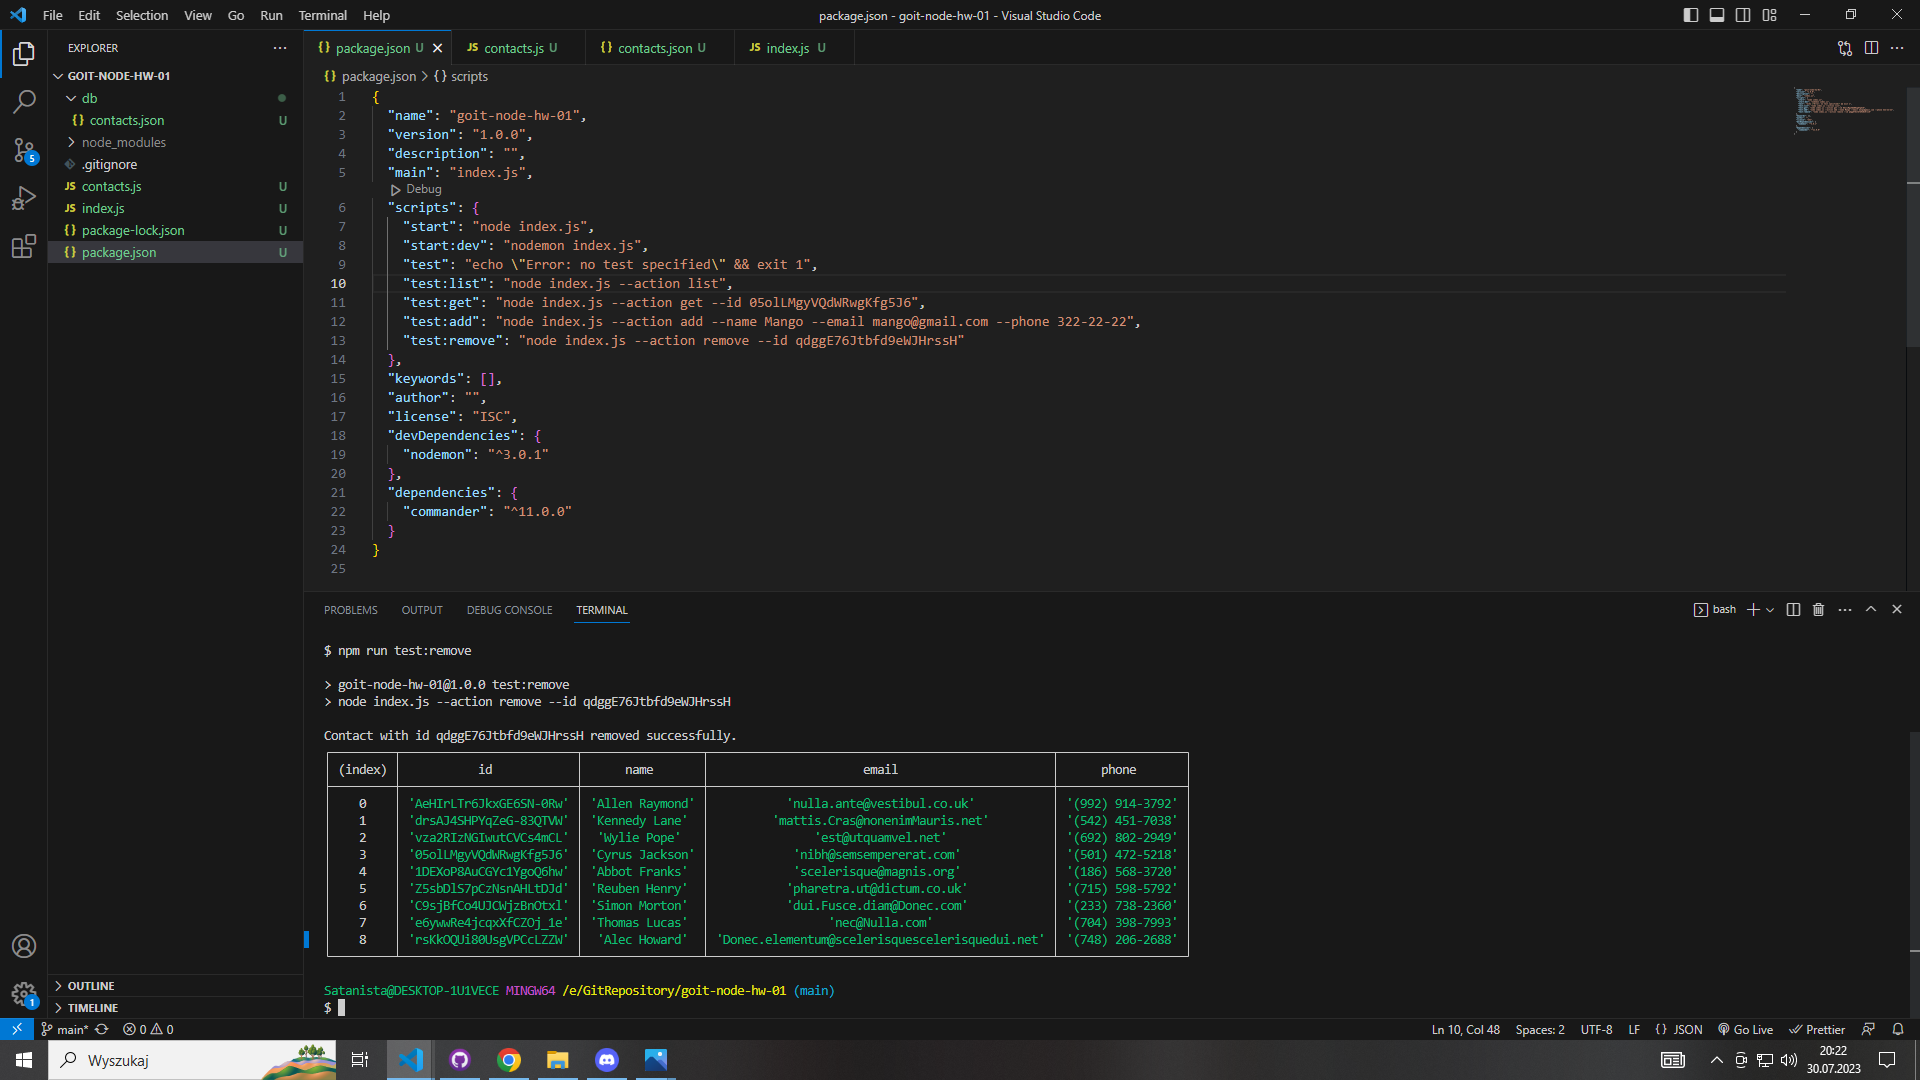 File Edit Selection View Go Run Terminal Help
package.json - goit-node-hw-01 - Visual Studio Code
EXPLORER
GOIT-NODE-HW-01
db
contacts.json U
node_modules
.gitignore
contacts.js U
index.js U
package-lock.json U
package.json U
OUTLINE
TIMELINE
5
1
package.json U
contacts.js U
contacts.json U
index.js U
package.json > {} scripts
1 {
2 "name": "goit-node-hw-01",
3 "version": "1.0.0",
4 "description": "",
5 "main": "index.js",
Debug
6 "scripts": {
7 "start": "node index.js",
8 "start:dev": "nodemon index.js",
9 "test": "echo \"Error: no test specified\" && exit 1",
10 "test:list": "node index.js --action list",
11 "test:get": "node index.js --action get --id 05olLMgyVQdWRwgKfg5J6",
12 "test:add": "node index.js --action add --name Mango --email mango@gmail.com --phone 322-22-22",
13 "test:remove": "node index.js --action remove --id qdggE76Jtbfd9eWJHrssH"
14 },
15 "keywords": [],
16 "author": "",
17 "license": "ISC",
18 "devDependencies": {
19 "nodemon": "^3.0.1"
20 },
21 "dependencies": {
22 "commander": "^11.0.0"
23 }
24 }
25
PROBLEMS OUTPUT DEBUG CONSOLE TERMINAL
bash
$ npm run test:remove
> goit-node-hw-01@1.0.0 test:remove
> node index.js --action remove --id qdggE76Jtbfd9eWJHrssH
Contact with id qdggE76Jtbfd9eWJHrssH removed successfully.
(index) id name email phone
0 'AeHIrLTr6JkxGE6SN-0Rw' 'Allen Raymond' 'nulla.ante@vestibul.co.uk' '(992) 914-3792'
1 'drsAJ4SHPYqZeG-83QTVW' 'Kennedy Lane' 'mattis.Cras@nonenimMauris.net' '(542) 451-7038'
2 'vza2RIzNGIwutCVCs4mCL' 'Wylie Pope' 'est@utquamvel.net' '(692) 802-2949'
3 '05olLMgyVQdWRwgKfg5J6' 'Cyrus Jackson' 'nibh@semsempererat.com' '(501) 472-5218'
4 '1DEXoP8AuCGYc1YgoQ6hw' 'Abbot Franks' 'scelerisque@magnis.org' '(186) 568-3720'
5 'Z5sbDlS7pCzNsnAHLtDJd' 'Reuben Henry' 'pharetra.ut@dictum.co.uk' '(715) 598-5792'
6 'C9sjBfCo4UJCWjzBnOtxl' 'Simon Morton' 'dui.Fusce.diam@Donec.com' '(233) 738-2360'
7 'e6ywwRe4jcqxXfCZOj_1e' 'Thomas Lucas' 'nec@Nulla.com' '(704) 398-7993'
8 'rsKkOQUi80UsgVPCcLZZW' 'Alec Howard' 'Donec.elementum@scelerisquescelerisquedui.net' '(748) 206-2688'
Satanista@DESKTOP-1U1VECE MINGW64 /e/GitRepository/goit-node-hw-01 (main)
$
main* 0 0
Ln 10, Col 48 Spaces: 2 UTF-8 LF {} JSON Go Live Prettier
Wyszukaj
20:22
30.07.2023